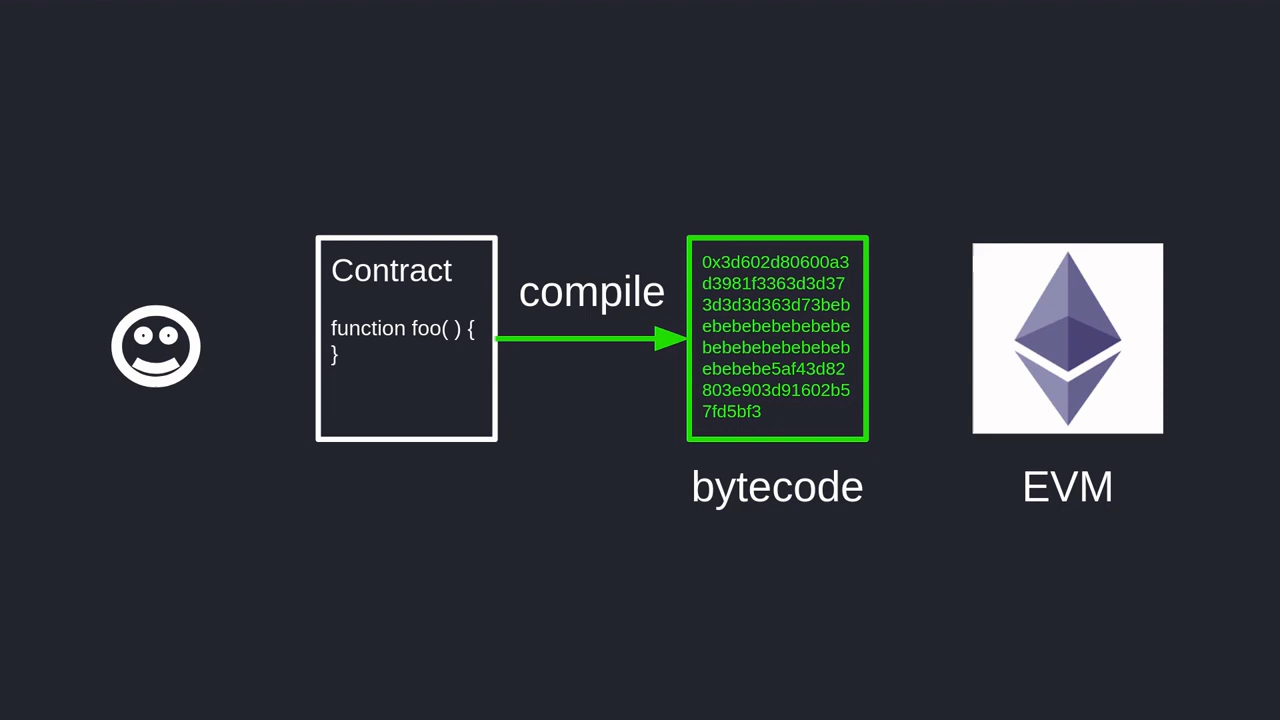 Contract
function foo( ) {
}
compile
0x3d602d80600a3
d3981f3363d3d37
3d3d3d363d73beb
ebebebebebebebe
bebebebebebebeb
ebebebe5af43d82
803e903d91602b5
7fd5bf3
bytecode
EVM